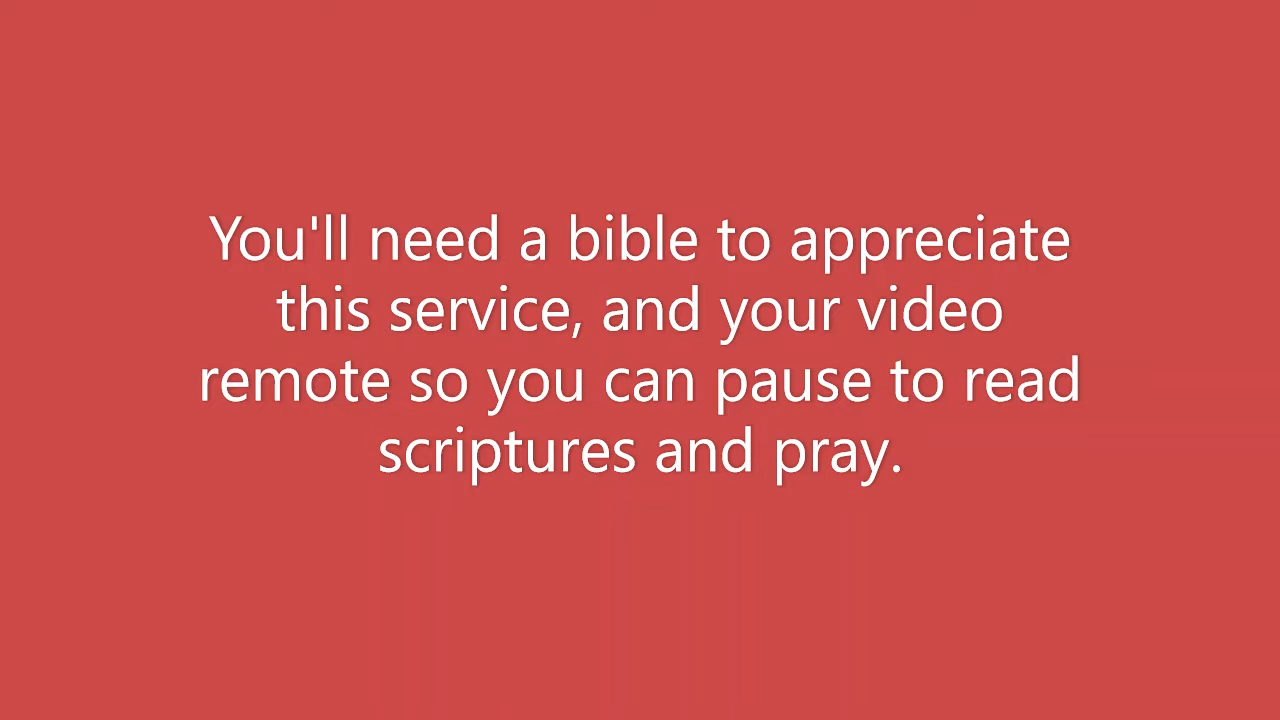 You'll need a bible to appreciate
this service, and your video
remote so you can pause to read
scriptures and pray.